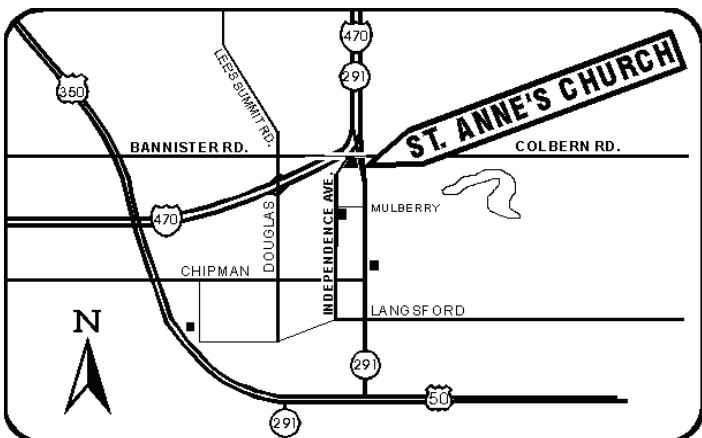 470
291
350
LEE'S SUMMIT RD.
ST. ANNE'S CHURCH
BANNISTER RD.
COLBERN RD.
INDEPENDENCE AVE.
DOUGLAS
MULBERRY
470
CHIPMAN
LANGSFORD
N
291
50
291